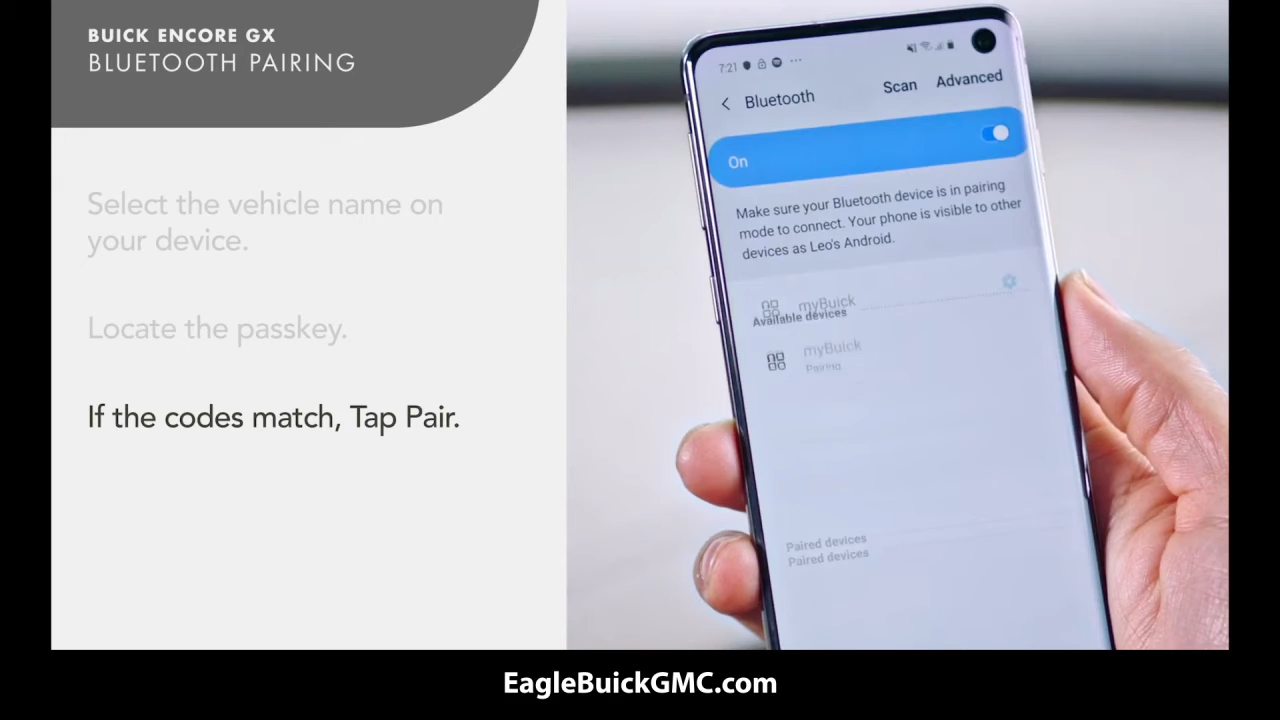 BUICK ENCORE GX
BLUETOOTH PAIRING
Select the vehicle name on
your device.
Locate the passkey.
If the codes match, Tap Pair.
7:21
Bluetooth
Scan
Advanced
On
Make sure your Bluetooth device is in pairing
mode to connect. Your phone is visible to other
devices as Leo's Android.
myBuick
Available devices
myBuick
Pairing
Paired devices
Paired devices
EagleBuickGMC.com